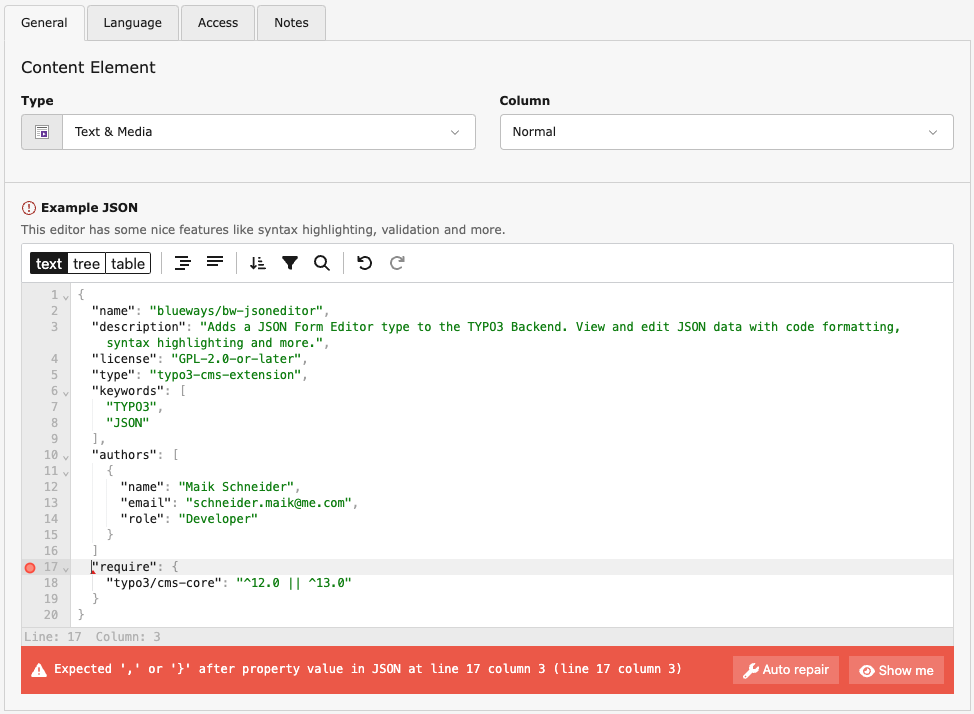 General Language Access Notes
Content Element
Type Column
Text & Media Normal
Example JSON
This editor has some nice features like syntax highlighting, validation and more.
text tree table
1 {
2 "name": "blueways/bw-jsoneditor",
3 "description": "Adds a JSON Form Editor type to the TYPO3 Backend. View and edit JSON data with code formatting,
syntax highlighting and more.",
4 "license": "GPL-2.0-or-later",
5 "type": "typo3-cms-extension",
6 "keywords": [
7 "TYPO3",
8 "JSON"
9 ],
10 "authors": [
11 {
12 "name": "Maik Schneider",
13 "email": "schneider.maik@me.com",
14 "role": "Developer"
15 }
16 ]
17 "require": {
18 "typo3/cms-core": "^12.0 || ^13.0"
19 }
20 }
Line: 17 Column: 3
Expected ',' or '}' after property value in JSON at line 17 column 3 (line 17 column 3) Auto repair Show me